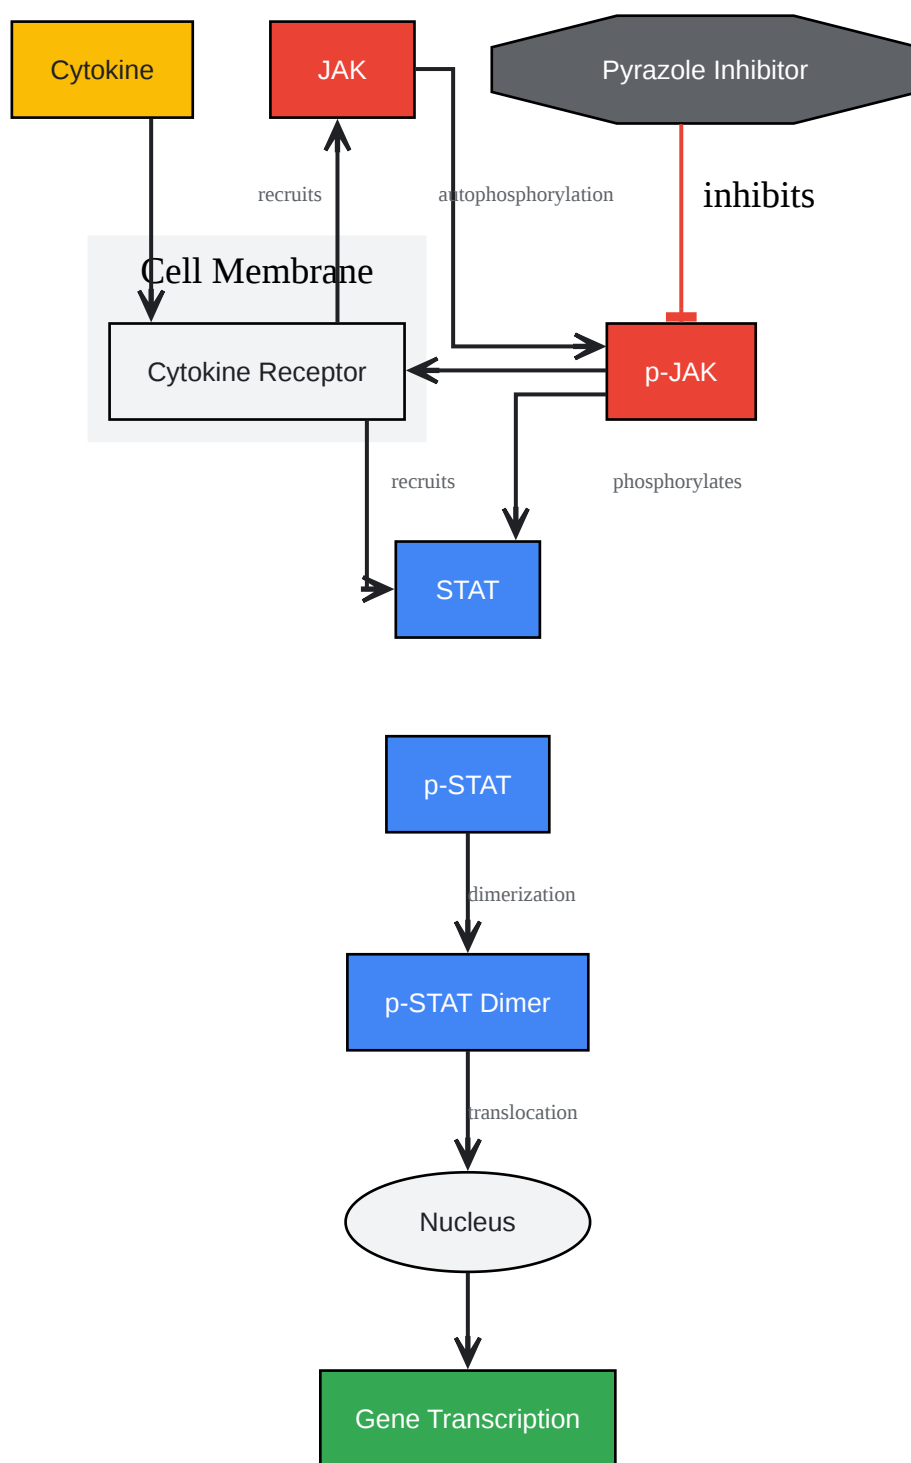 Cytokine
JAK
Pyrazole Inhibitor
recruits
autophosphorylation
inhibits
Cell Membrane
Cytokine Receptor
p-JAK
recruits
phosphorylates
STAT
p-STAT
dimerization
p-STAT Dimer
translocation
Nucleus
Gene Transcription